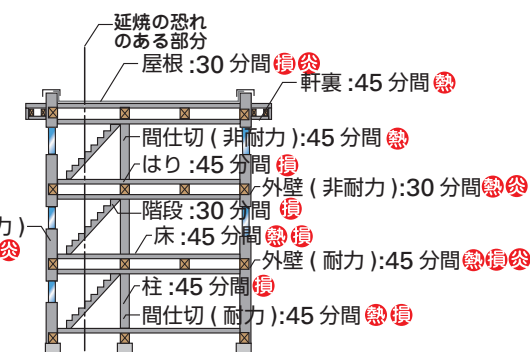 延焼の恐れ
のある部分
屋根 :30 分間 損 炎
軒裏 :45 分間 熱
間仕切 ( 非耐力 ):45 分間 熱
はり :45 分間 損
外壁 ( 非耐力 ):30 分間 熱 炎
階段 :30 分間 損
力 )
炎
床 :45 分間 熱 損
外壁 ( 耐力 ):45 分間 熱 損 炎
柱 :45 分間 損
間仕切 ( 耐力 ):45 分間 熱 損